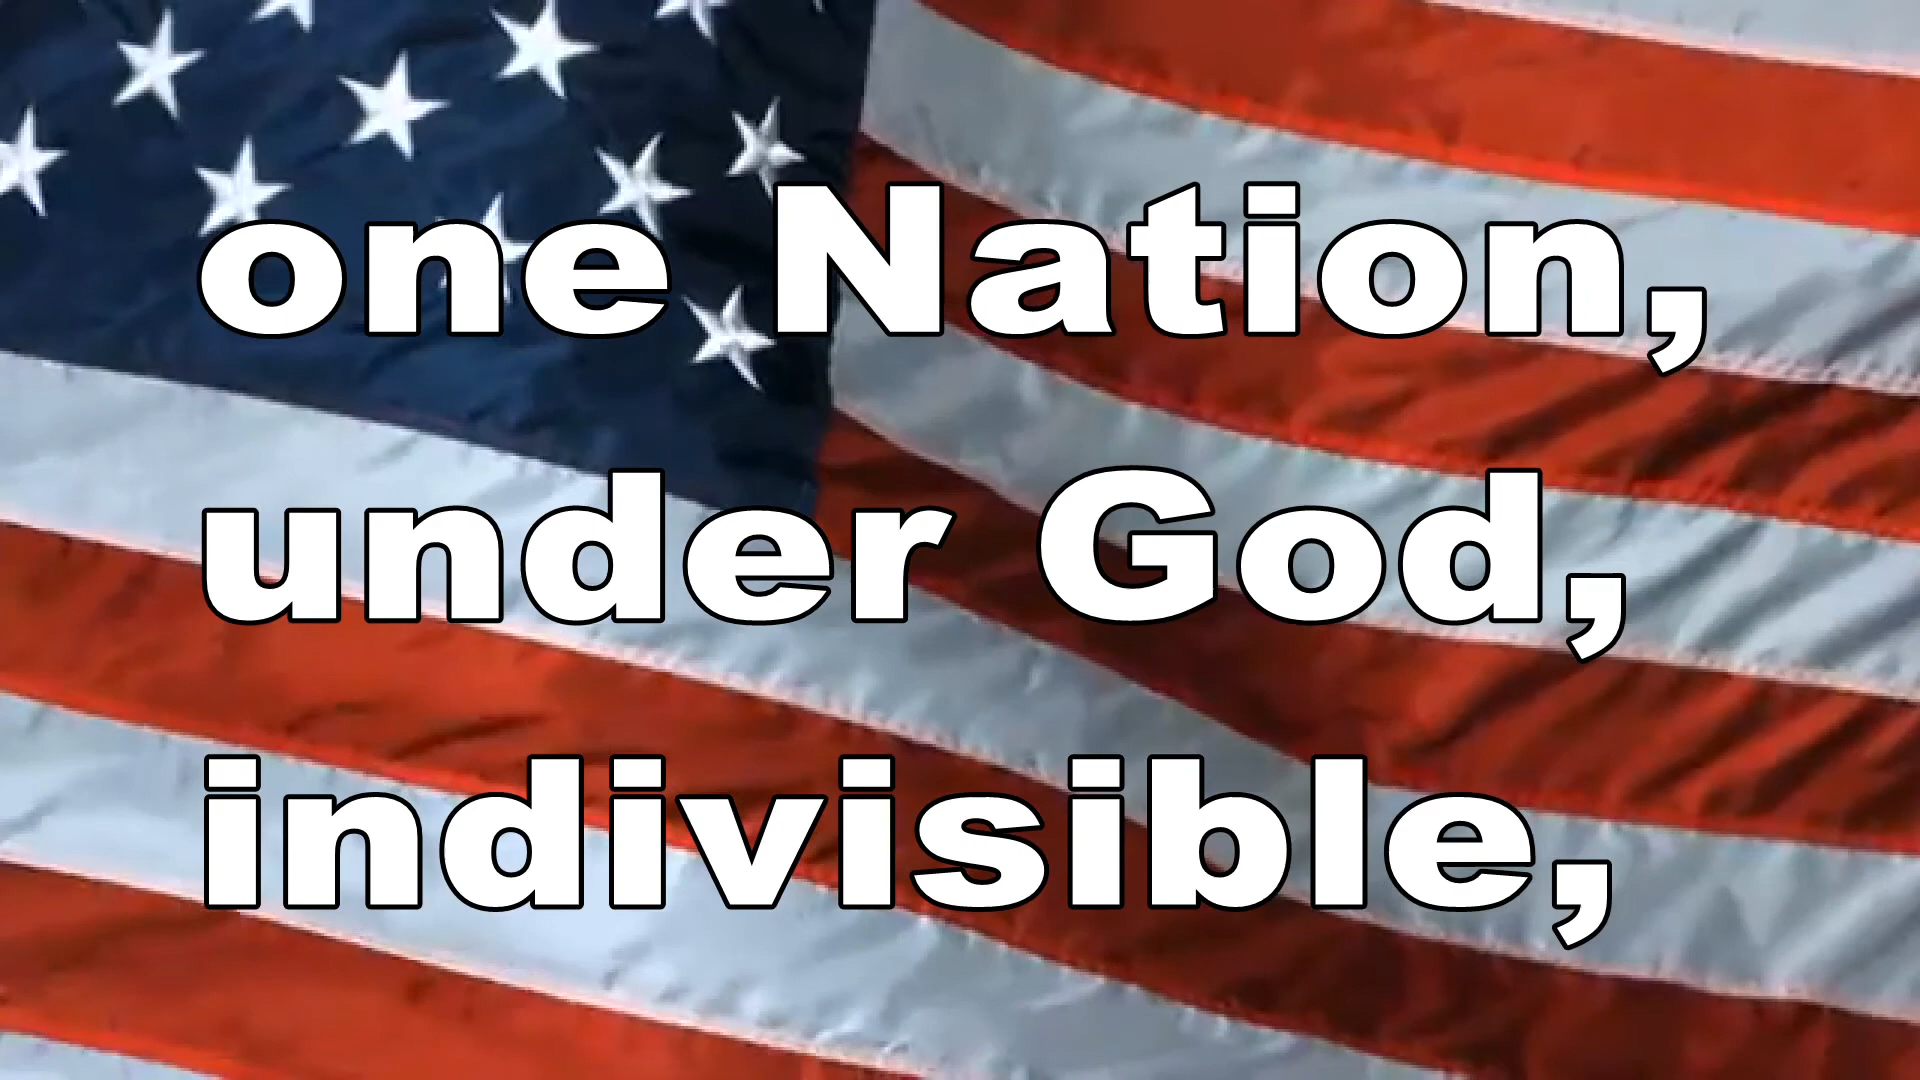 one Nation,
under God,
indivisible,